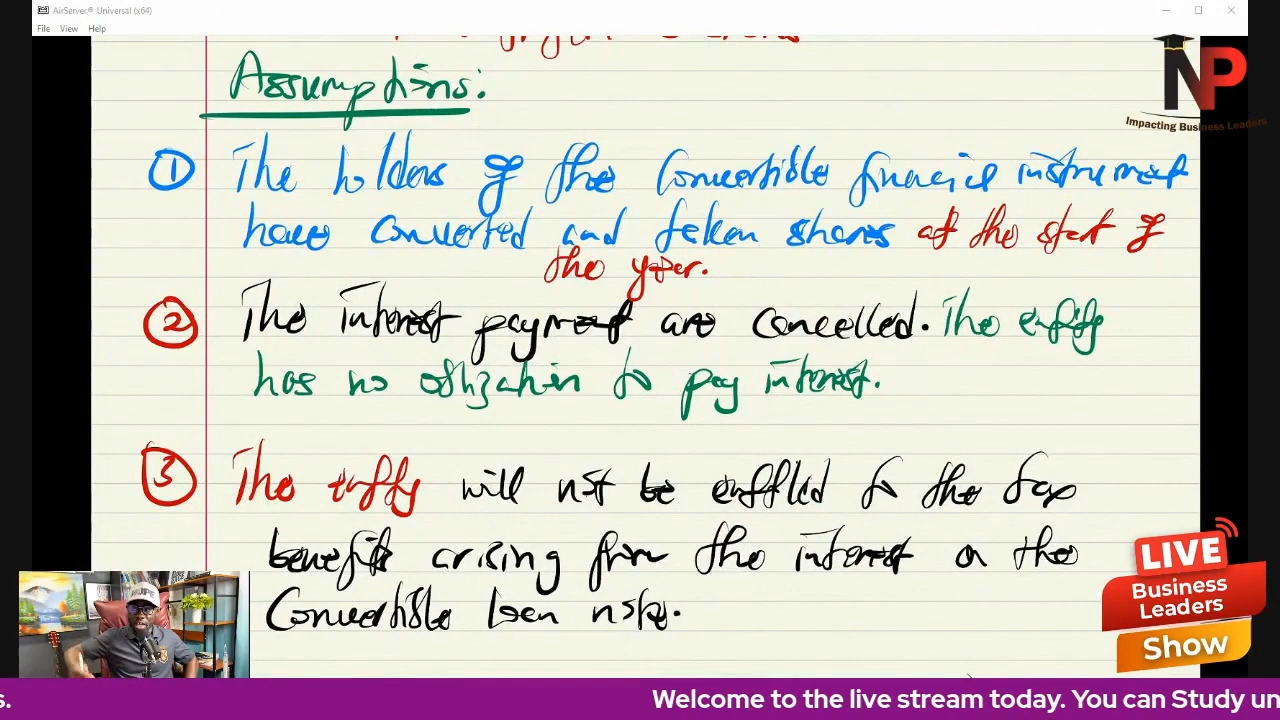 AirServer® Universal (x64)
File View Help
NP
Impacting Business Leaders
Assumptions:
① The holders of the Convertible financial instrument
have converted and taken shares at the start of
the year.
② The Interest payment are cancelled. The entity
has no obligation to pay interest.
③ The entity will not be entitled to the tax
benefit arising from the interest on the
Convertible loan note.
LIVE
Business
Leaders
Show
s. Welcome to the live stream today. You can Study un